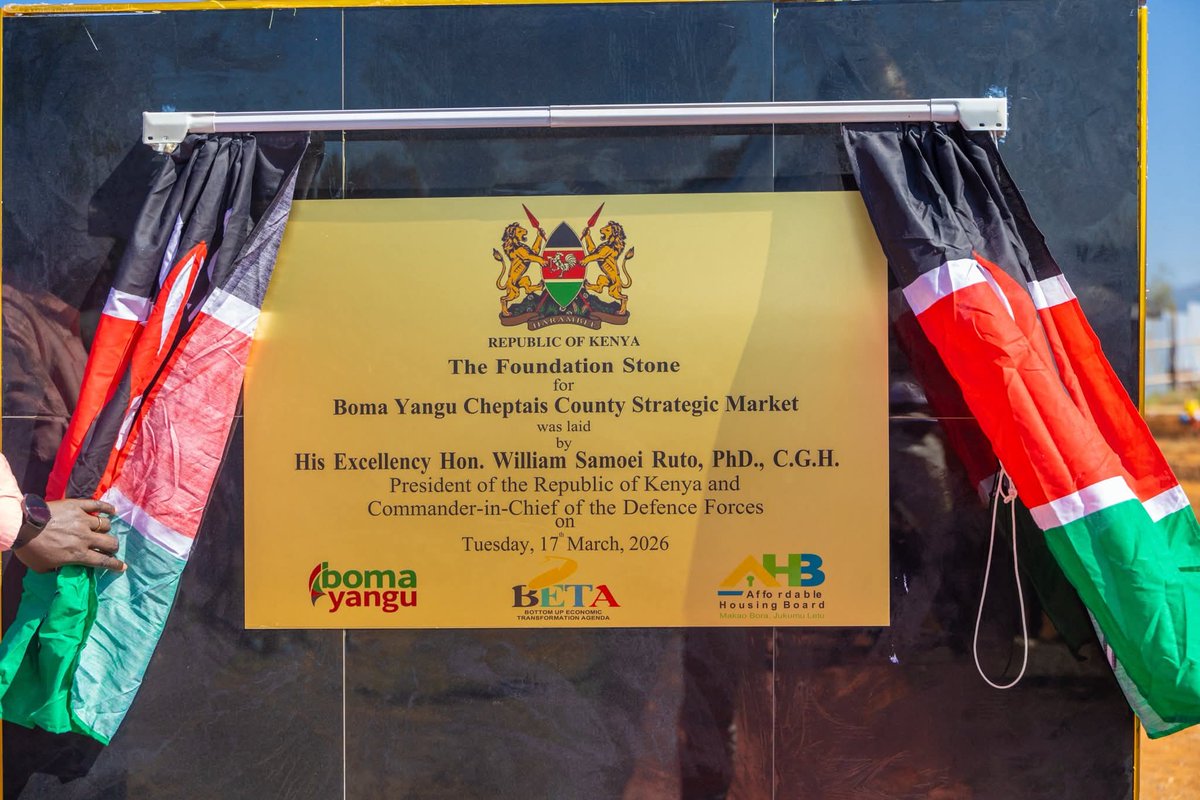 HARAMBEE
REPUBLIC OF KENYA
The Foundation Stone
for
Boma Yangu Cheptais County Strategic Market
was laid
by
His Excellency Hon. William Samoei Ruto, PhD., C.G.H.
President of the Republic of Kenya and
Commander-in-Chief of the Defence Forces
on
Tuesday, 17th March, 2026
boma
yangu
BETA
BOTTOM UP ECONOMIC
TRANSFORMATION AGENDA
AHB
Affordable
Housing Board
Makao Bora, Jukumu Letu